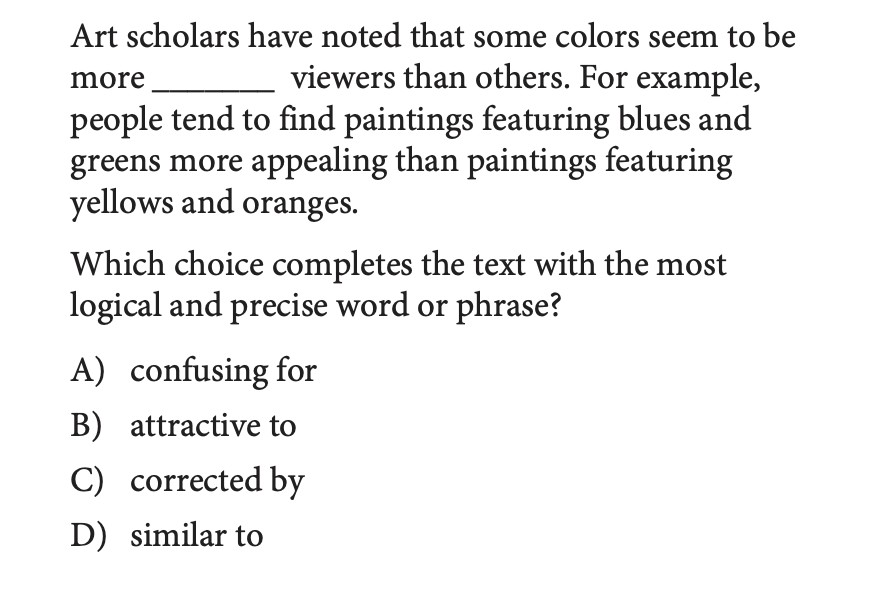 Art scholars have noted that some colors seem to be
more _______ viewers than others. For example,
people tend to find paintings featuring blues and
greens more appealing than paintings featuring
yellows and oranges.
Which choice completes the text with the most
logical and precise word or phrase?
A) confusing for
B) attractive to
C) corrected by
D) similar to